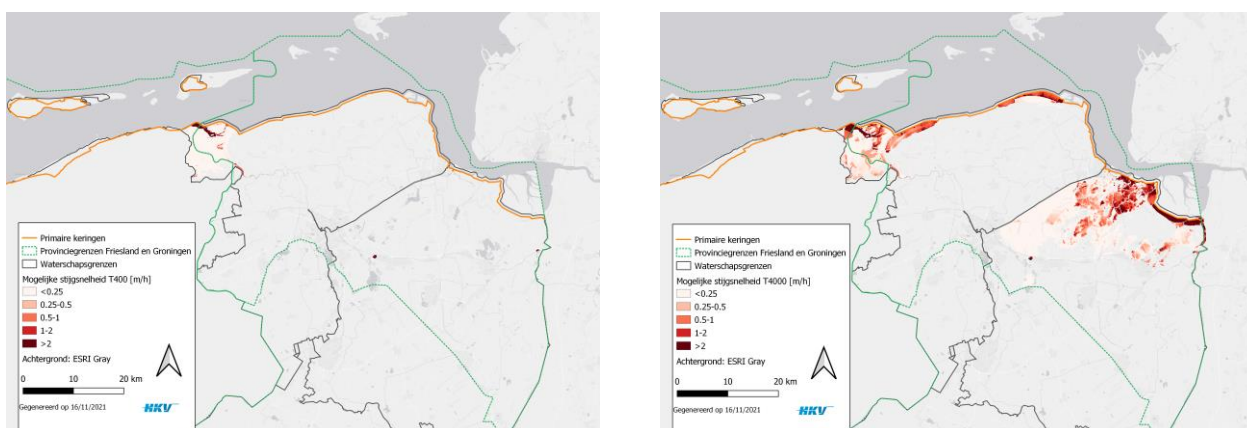 Primaire keringen
Provinciegrenzen Friesland en Groningen
Waterschapsgrenzen
Mogelijke stijgsnelheid T400 [m/h]
<0.25
0.25-0.5
0.5-1
1-2
>2
Achtergrond: ESRI Gray
0 10 20 km
Gegenereerd op 16/11/2021
HKV
Primaire keringen
Provinciegrenzen Friesland en Groningen
Waterschapsgrenzen
Mogelijke stijgsnelheid T4000 [m/h]
<0.25
0.25-0.5
0.5-1
1-2
>2
Achtergrond: ESRI Gray
0 10 20 km
Gegenereerd op 16/11/2021
HKV